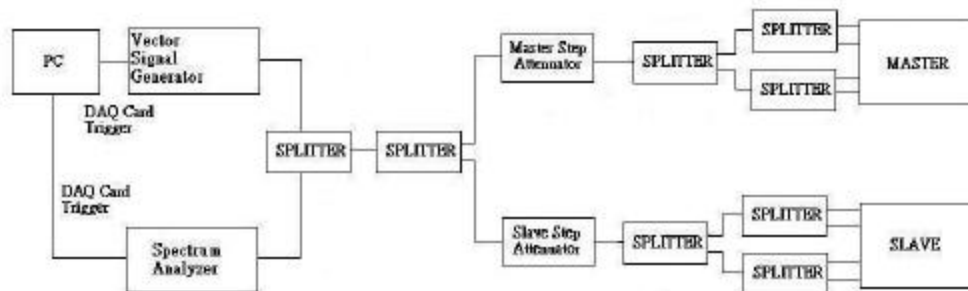 PC
Vector
Signal
Generator
DAQ Card
Trigger
DAQ Card
Trigger
Spectrum
Analyzer
SPLITTER
SPLITTER
Master Step
Attenuator
SPLITTER
SPLITTER
SPLITTER
MASTER
Slave Step
Attenuator
SPLITTER
SPLITTER
SPLITTER
SLAVE